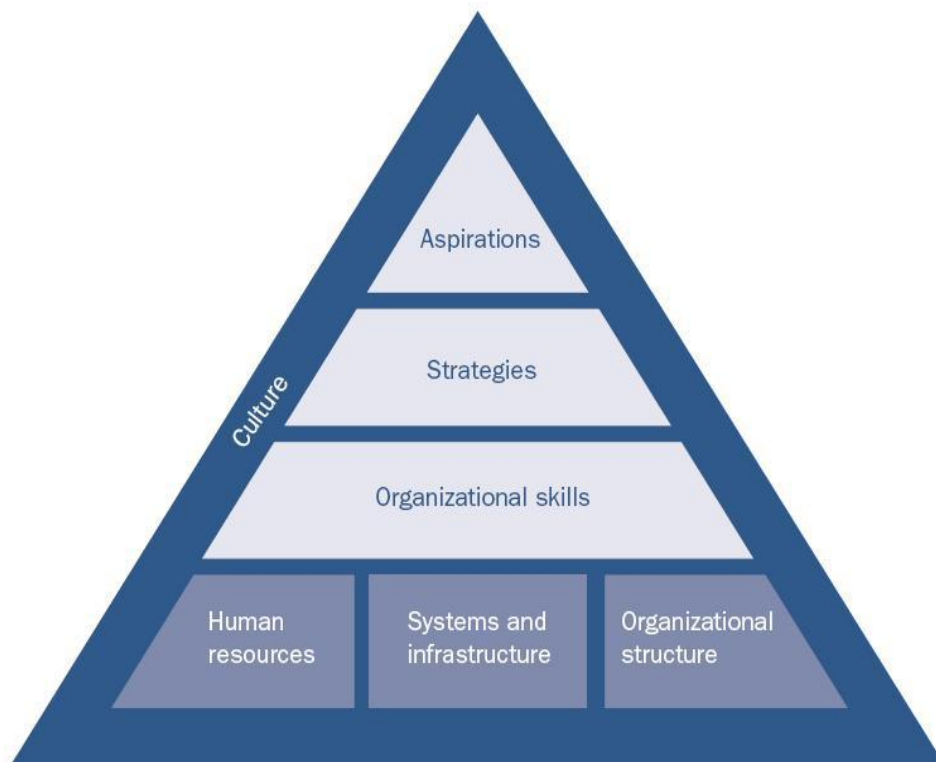 Aspirations
Strategies
Culture
Organizational skills
Human
resources
Systems and
infrastructure
Organizational
structure